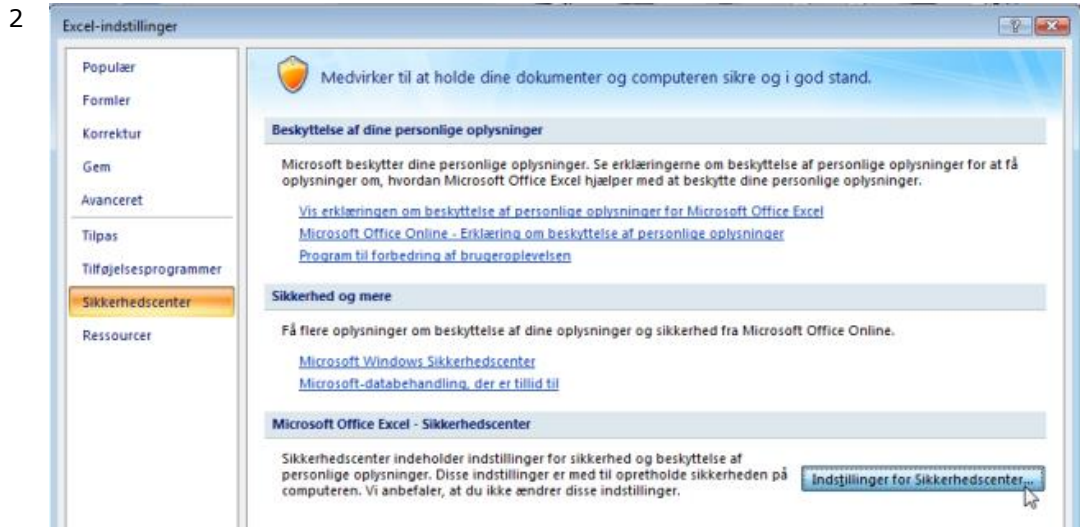 2
Excel-indstillinger
Populær
Formler
Korrektur
Gem
Avanceret
Tilpas
Tilføjelsesprogrammer
Sikkerhedscenter
Ressourcer
Medvirker til at holde dine dokumenter og computeren sikre og i god stand.
Beskyttelse af dine personlige oplysninger
Microsoft beskytter dine personlige oplysninger. Se erklæringerne om beskyttelse af personlige oplysninger for at få
oplysninger om, hvordan Microsoft Office Excel hjælper med at beskytte dine personlige oplysninger.
Vis erklæringen om beskyttelse af personlige oplysninger for Microsoft Office Excel
Microsoft Office Online - Erklæring om beskyttelse af personlige oplysninger
Program til forbedring af brugeroplevelsen
Sikkerhed og mere
Få flere oplysninger om beskyttelse af dine oplysninger og sikkerhed fra Microsoft Office Online.
Microsoft Windows Sikkerhedscenter
Microsoft-databehandling, der er tillid til
Microsoft Office Excel - Sikkerhedscenter
Sikkerhedscenter indeholder indstillinger for sikkerhed og beskyttelse af
personlige oplysninger. Disse indstillinger er med til opretholde sikkerheden på
computeren. Vi anbefaler, at du ikke ændrer disse indstillinger.
Indstillinger for Sikkerhedscenter...